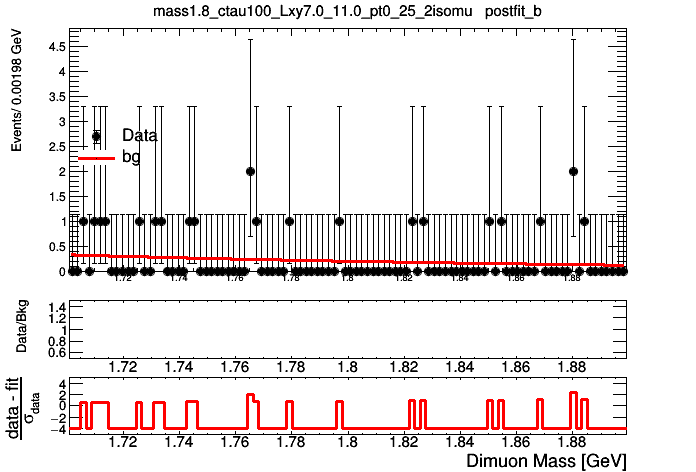 mass1.8_ctau100_Lxy7.0_11.0_pt0_25_2isomu postfit_b
Events/ 0.00198 GeV
4.5
4
3.5
3
2.5
2
1.5
1
0.5
0
Data
bg
1.72 1.74 1.76 1.78 1.8 1.82 1.84 1.86 1.88
Data/Bkg
1.4
1.2
1
0.8
0.6
1.72 1.74 1.76 1.78 1.8 1.82 1.84 1.86 1.88
data - fit
σdata
4
2
0
−2
−4
1.72 1.74 1.76 1.78 1.8 1.82 1.84 1.86 1.88
Dimuon Mass [GeV]